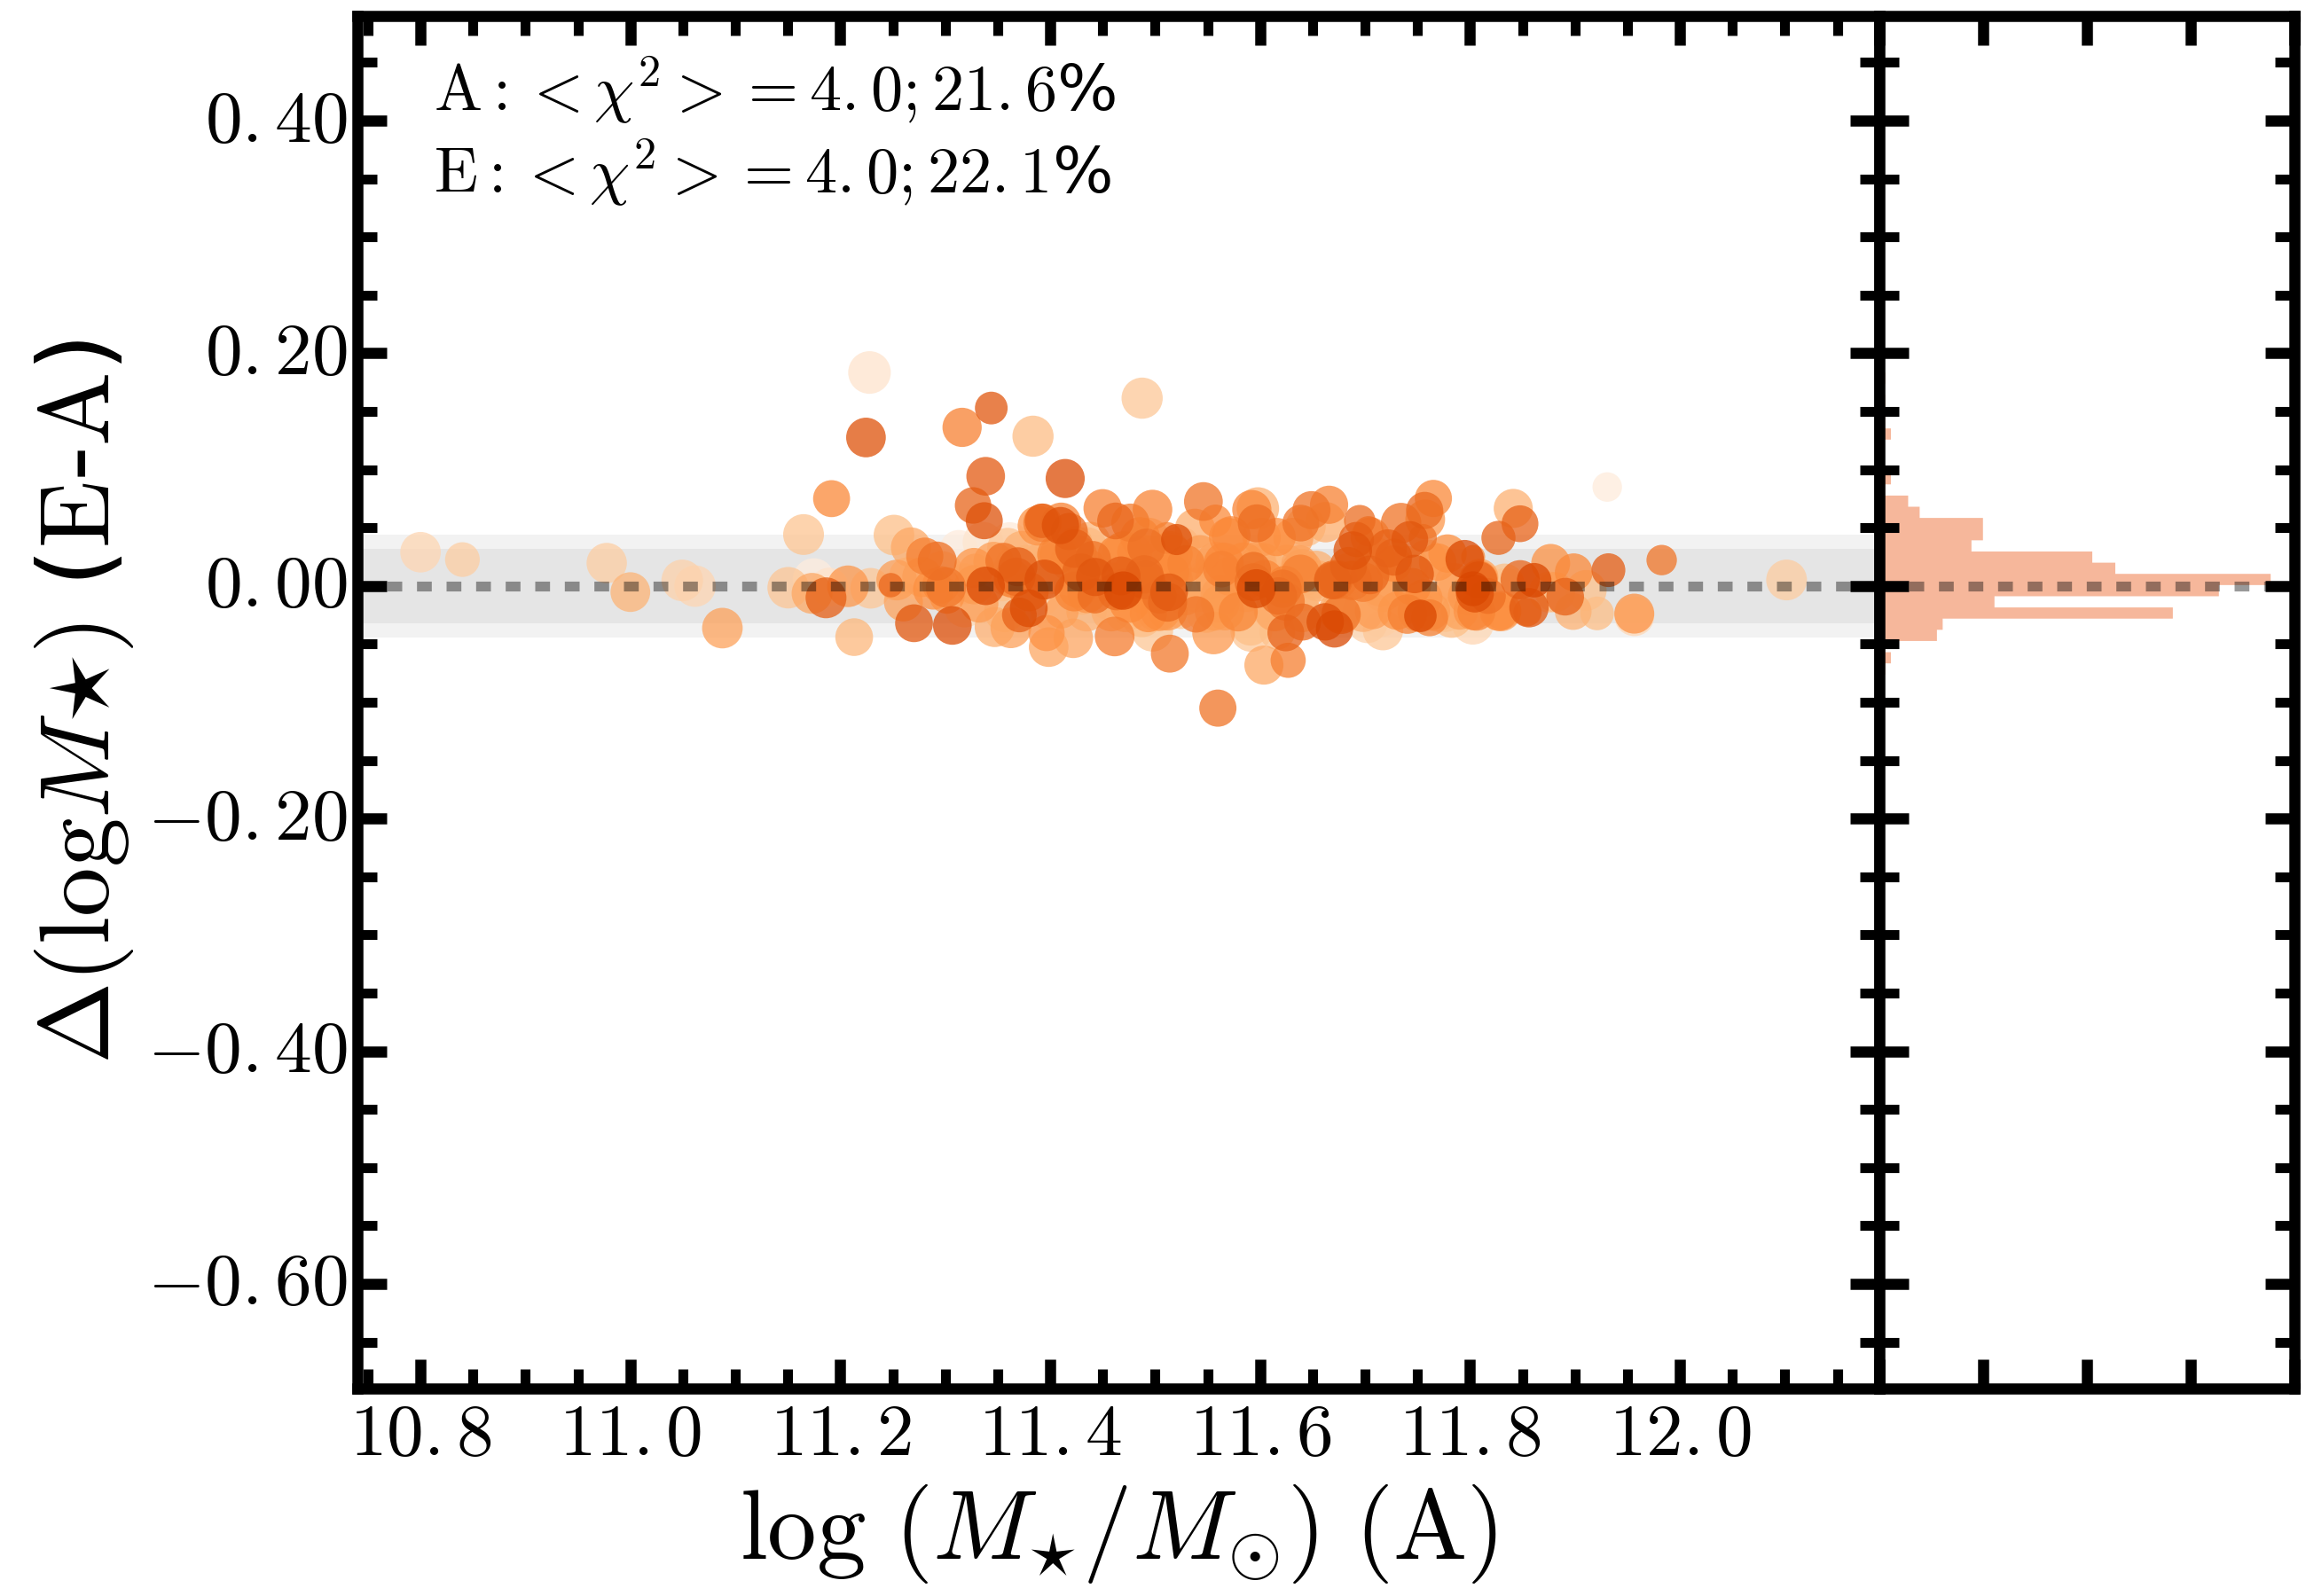 A: <χ²> = 4.0; 21.6%
E: <χ²> = 4.0; 22.1%
Δ(log M★) (E-A)
0.40
0.20
0.00
−0.20
−0.40
−0.60
10.8 11.0 11.2 11.4 11.6 11.8 12.0
log (M★/M⊙) (A)